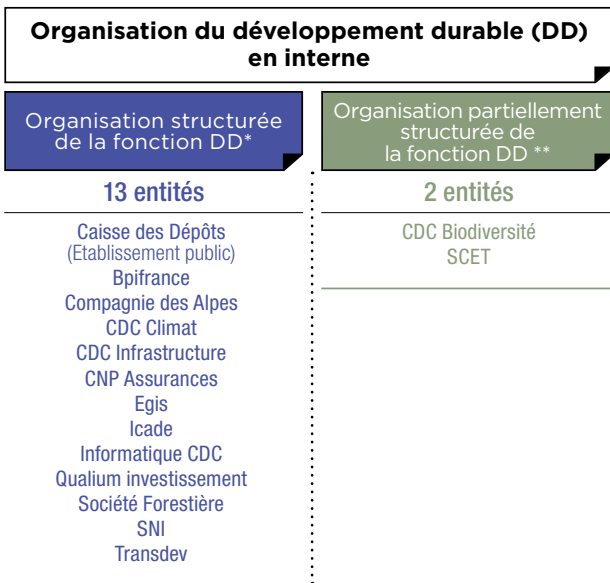 Organisation du développement durable (DD)
en interne
Organisation structurée
de la fonction DD*
13 entités
Caisse des Dépôts
(Etablissement public)
Bpifrance
Compagnie des Alpes
CDC Climat
CDC Infrastructure
CNP Assurances
Egis
Icade
Informatique CDC
Qualium investissement
Société Forestière
SNI
Transdev
Organisation partiellement
structurée de
la fonction DD **
2 entités
CDC Biodiversité
SCET